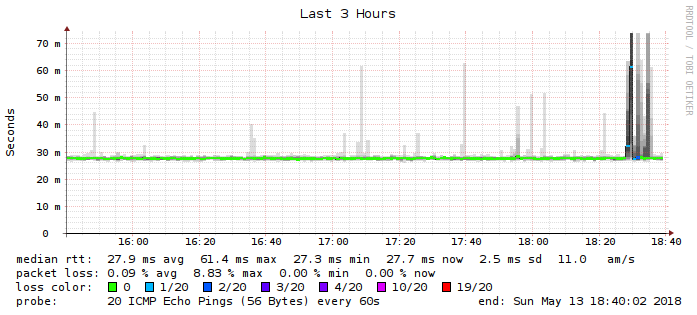 Last 3 Hours
RRDTOOL / TOBI OETIKER
Seconds
70 m
60 m
50 m
40 m
30 m
20 m
10 m
0
16:00 16:20 16:40 17:00 17:20 17:40 18:00 18:20 18:40
median rtt: 27.9 ms avg 61.4 ms max 27.3 ms min 27.7 ms now 2.5 ms sd 11.0 am/s
packet loss: 0.09 % avg 8.83 % max 0.00 % min 0.00 % now
loss color: 0 1/20 2/20 3/20 4/20 10/20 19/20
probe: 20 ICMP Echo Pings (56 Bytes) every 60s end: Sun May 13 18:40:02 2018